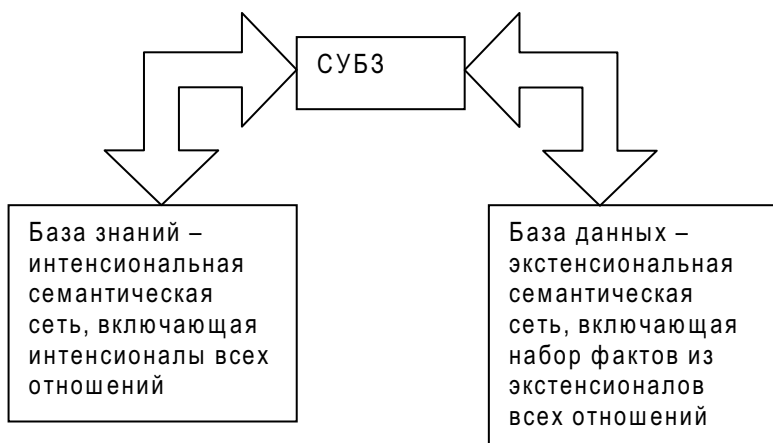 СУБЗ
База знаний –
интенсиональная
семантическая
сеть, включающая
интенсионалы всех
отношений
База данных –
экстенсиональная
семантическая
сеть, включающая
набор фактов из
экстенсионалов
всех отношений